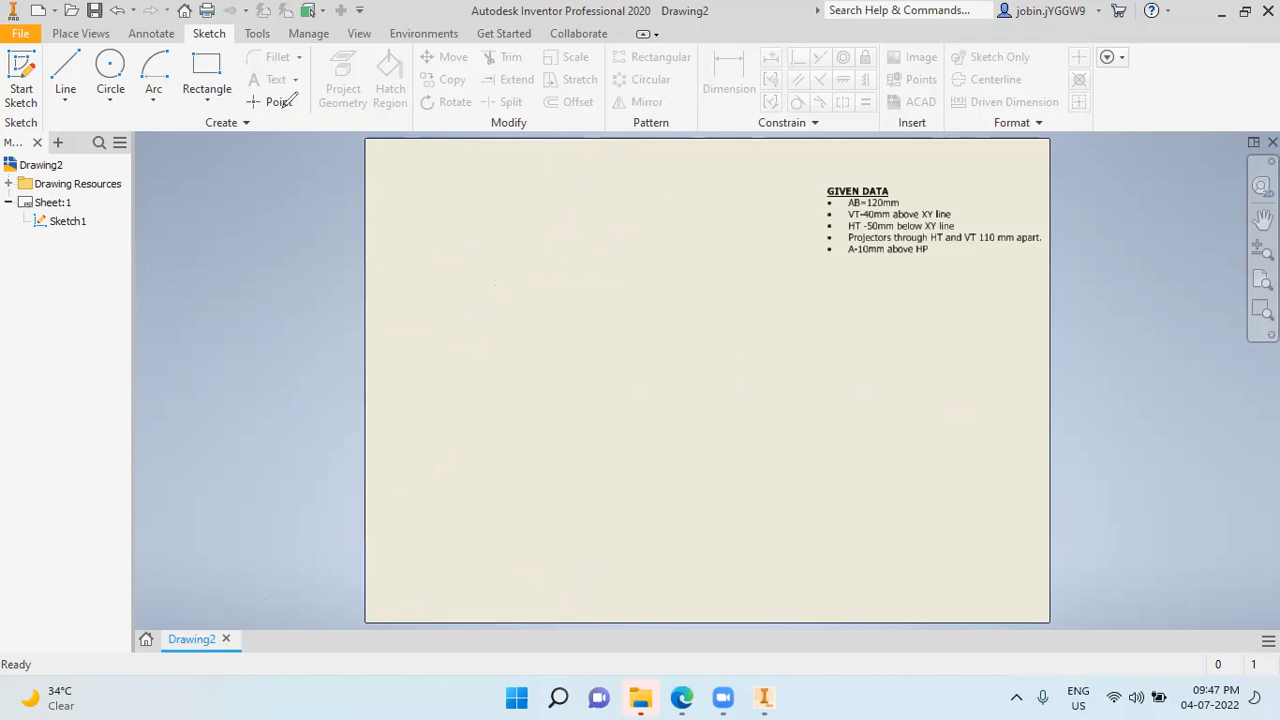 Autodesk Inventor Professional 2020 Drawing2
Search Help & Commands...
jobin.jYGGW9
File Place Views Annotate Sketch Tools Manage View Environments Get Started Collaborate
Start Sketch
Line
Circle
Arc
Rectangle
Fillet
Text
Project Geometry
Hatch Region
Move
Copy
Rotate
Trim
Extend
Split
Scale
Stretch
Offset
Rectangular
Circular
Mirror
Dimension
Image
Points
ACAD
Sketch Only
Centerline
Driven Dimension
Sketch
Create
Modify
Pattern
Constrain
Insert
Format
M...
Drawing2
Drawing Resources
Sheet:1
Sketch1
GIVEN DATA
• AB=120mm
• VT-40mm above XY line
• HT -50mm below XY line
• Projectors through HT and VT 110 mm apart.
• A-10mm above HP
Drawing2
Ready
0 1
34°C
Clear
ENG
US
09:47 PM
04-07-2022